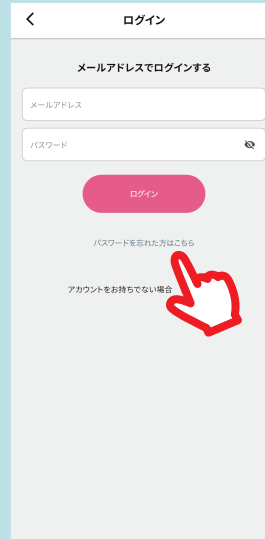 ログイン
メールアドレスでログインする
メールアドレス
パスワード
ログイン
パスワードを忘れた方はこちら
アカウントをお持ちでない場合